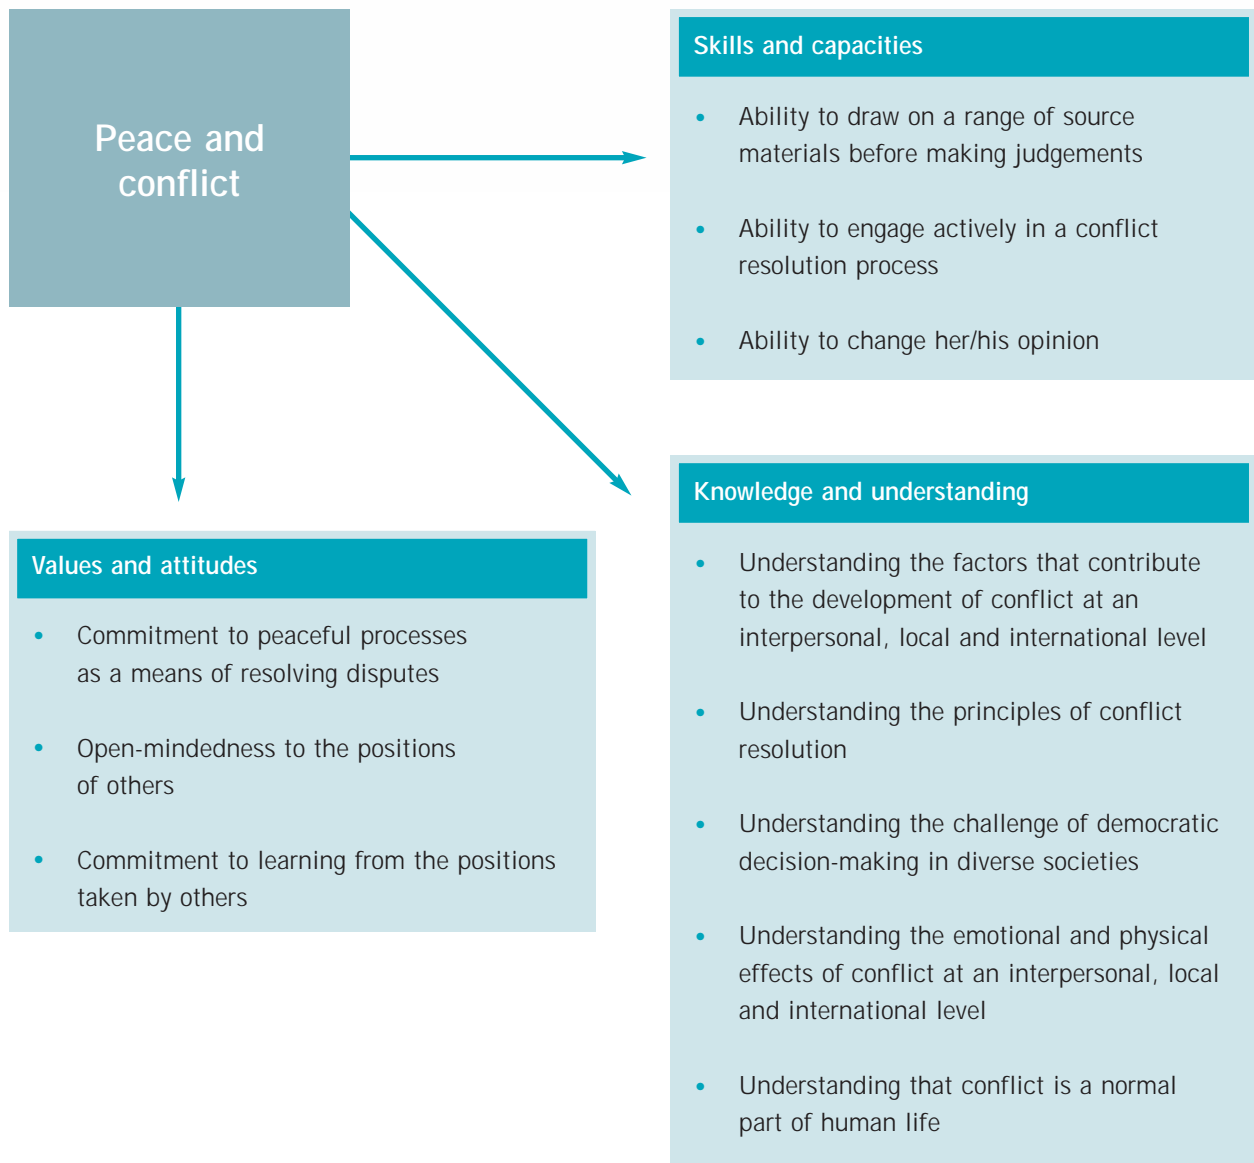 Peace and
conflict
Skills and capacities
• Ability to draw on a range of source
materials before making judgements
• Ability to engage actively in a conflict
resolution process
• Ability to change her/his opinion
Values and attitudes
• Commitment to peaceful processes
as a means of resolving disputes
• Open-mindedness to the positions
of others
• Commitment to learning from the positions
taken by others
Knowledge and understanding
• Understanding the factors that contribute
to the development of conflict at an
interpersonal, local and international level
• Understanding the principles of conflict
resolution
• Understanding the challenge of democratic
decision-making in diverse societies
• Understanding the emotional and physical
effects of conflict at an interpersonal, local
and international level
• Understanding that conflict is a normal
part of human life